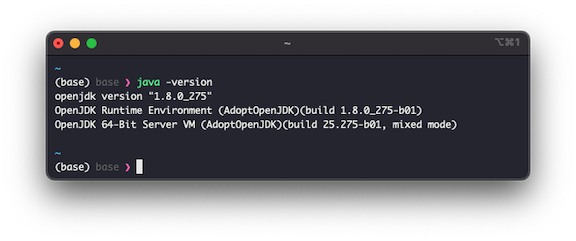 ~
⌥⌘1
~
(base) base ❯ java -version
openjdk version "1.8.0_275"
OpenJDK Runtime Environment (AdoptOpenJDK)(build 1.8.0_275-b01)
OpenJDK 64-Bit Server VM (AdoptOpenJDK)(build 25.275-b01, mixed mode)
~
(base) base ❯